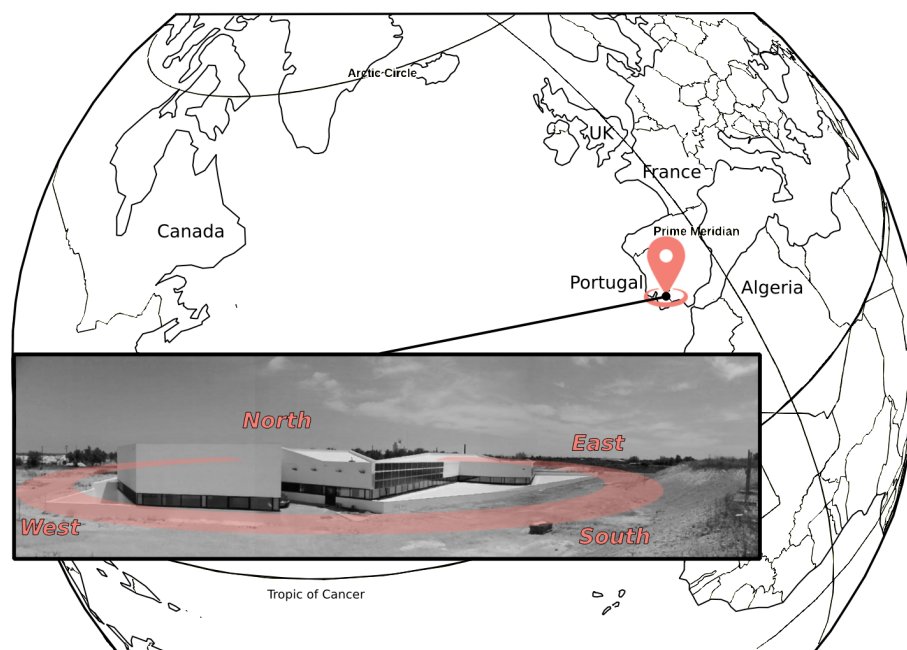 Arctic Circle
UK
France
Canada
Prime Meridian
Portugal
Algeria
North
East
West
South
Tropic of Cancer